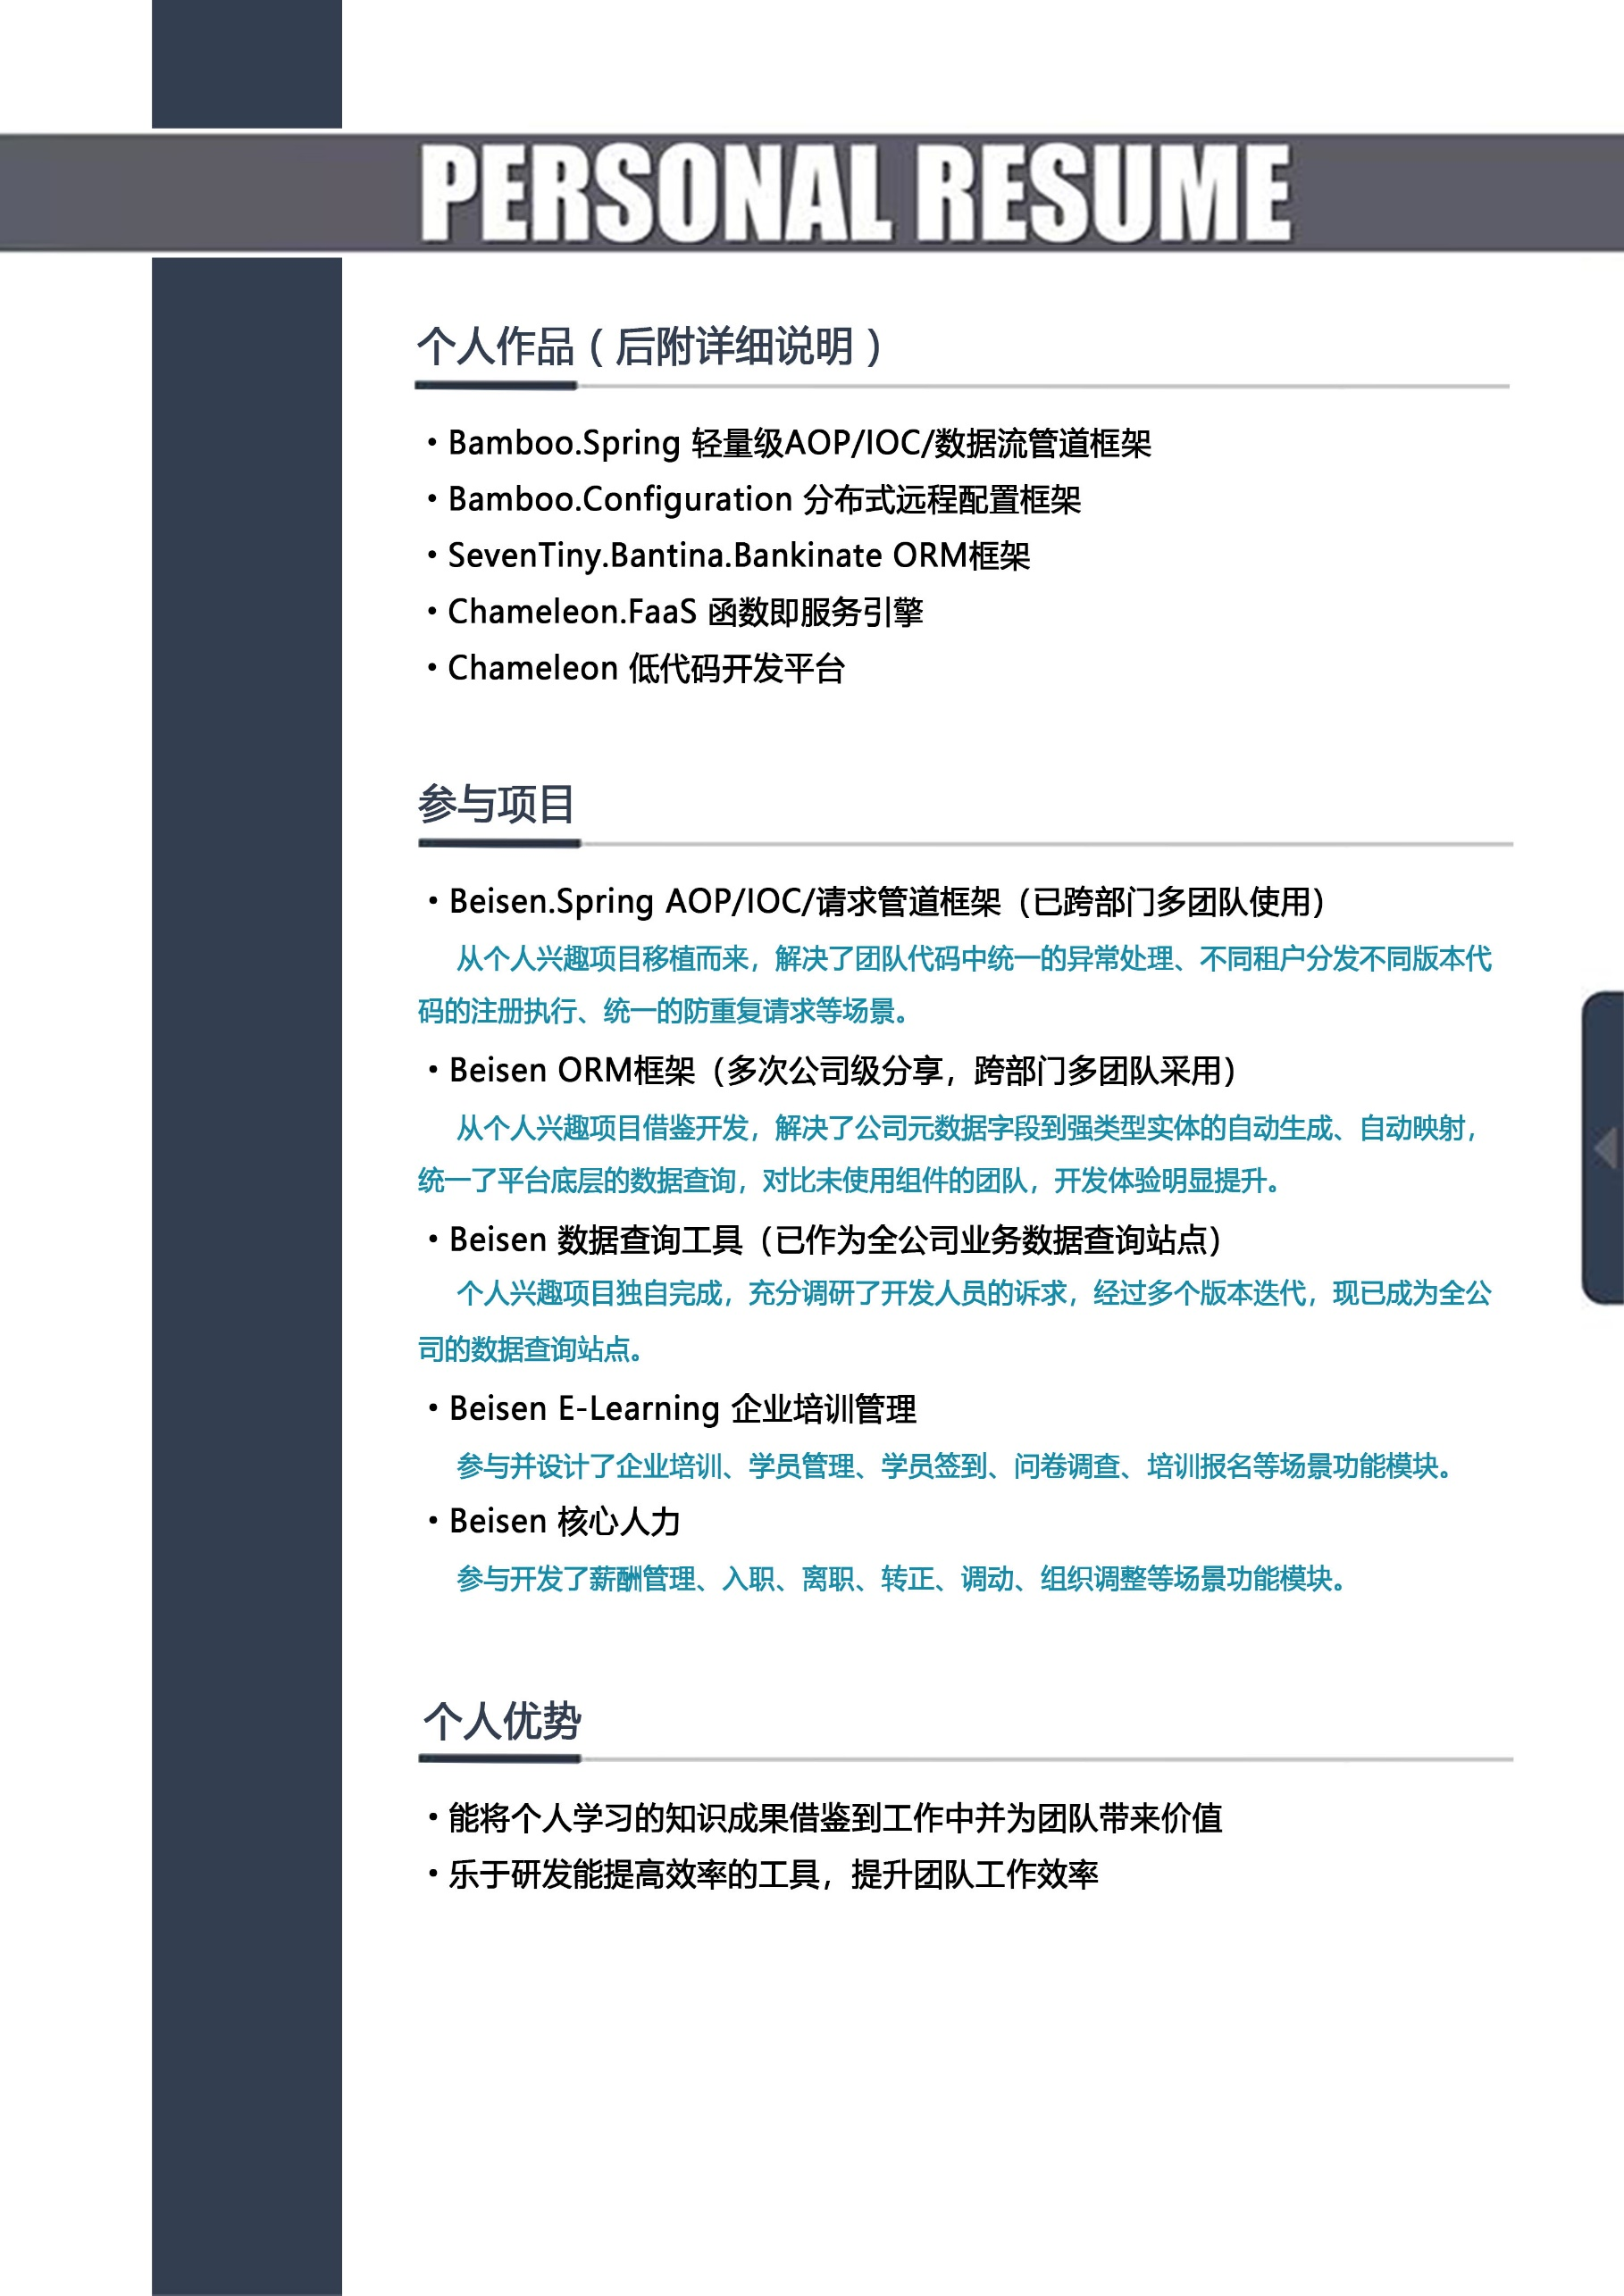 PERSONAL RESUME
个人作品（后附详细说明）
·Bamboo.Spring 轻量级AOP/IOC/数据流管道框架
·Bamboo.Configuration 分布式远程配置框架
·SevenTiny.Bantina.Bankinate ORM框架
·Chameleon.FaaS 函数即服务引擎
·Chameleon 低代码开发平台
参与项目
·Beisen.Spring AOP/IOC/请求管道框架（已跨部门多团队使用）
从个人兴趣项目移植而来，解决了团队代码中统一的异常处理、不同租户分发不同版本代
码的注册执行、统一的防重复请求等场景。
·Beisen ORM框架（多次公司级分享，跨部门多团队采用）
从个人兴趣项目借鉴开发，解决了公司元数据字段到强类型实体的自动生成、自动映射，
统一了平台底层的数据查询，对比未使用组件的团队，开发体验明显提升。
·Beisen 数据查询工具（已作为全公司业务数据查询站点）
个人兴趣项目独自完成，充分调研了开发人员的诉求，经过多个版本迭代，现已成为全公
司的数据查询站点。
·Beisen E-Learning 企业培训管理
参与并设计了企业培训、学员管理、学员签到、问卷调查、培训报名等场景功能模块。
·Beisen 核心人力
参与开发了薪酬管理、入职、离职、转正、调动、组织调整等场景功能模块。
个人优势
·能将个人学习的知识成果借鉴到工作中并为团队带来价值
·乐于研发能提高效率的工具，提升团队工作效率